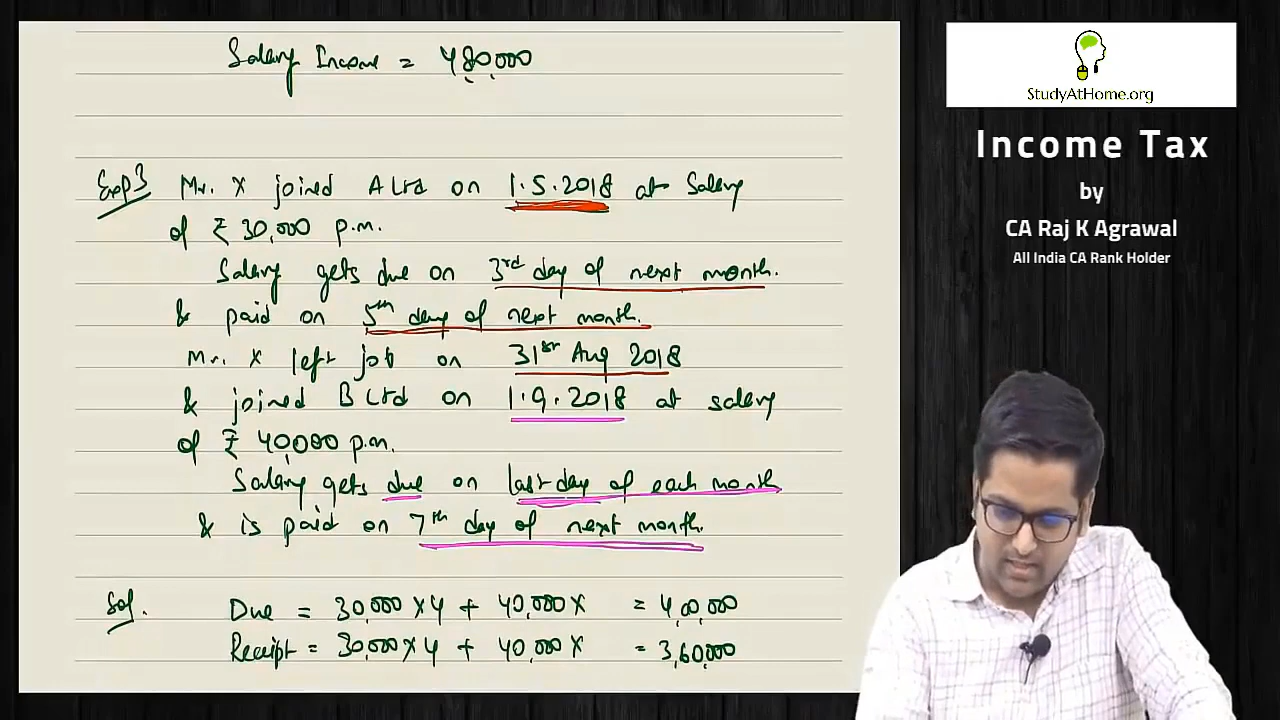 Salary Income = 480000
Exp3 Mr. X joined A Ltd on 1.5.2018 at Salary
of ₹ 30,000 p.m.
Salary gets due on 3rd day of next month.
& paid on 5th day of next month.
Mr. X left job on 31st Aug 2018
& joined B Ltd on 1.9.2018 at salary
of ₹ 40,000 p.m.
Salary gets due on last day of each month
& is paid on 7th day of next month.
Sol. Due = 30,000 X 4 + 40,000 X = 4,00,000
Receipt = 30,000 X 4 + 40,000 X = 3,60,000
StudyAtHome.org
Income Tax
by
CA Raj K Agrawal
All India CA Rank Holder